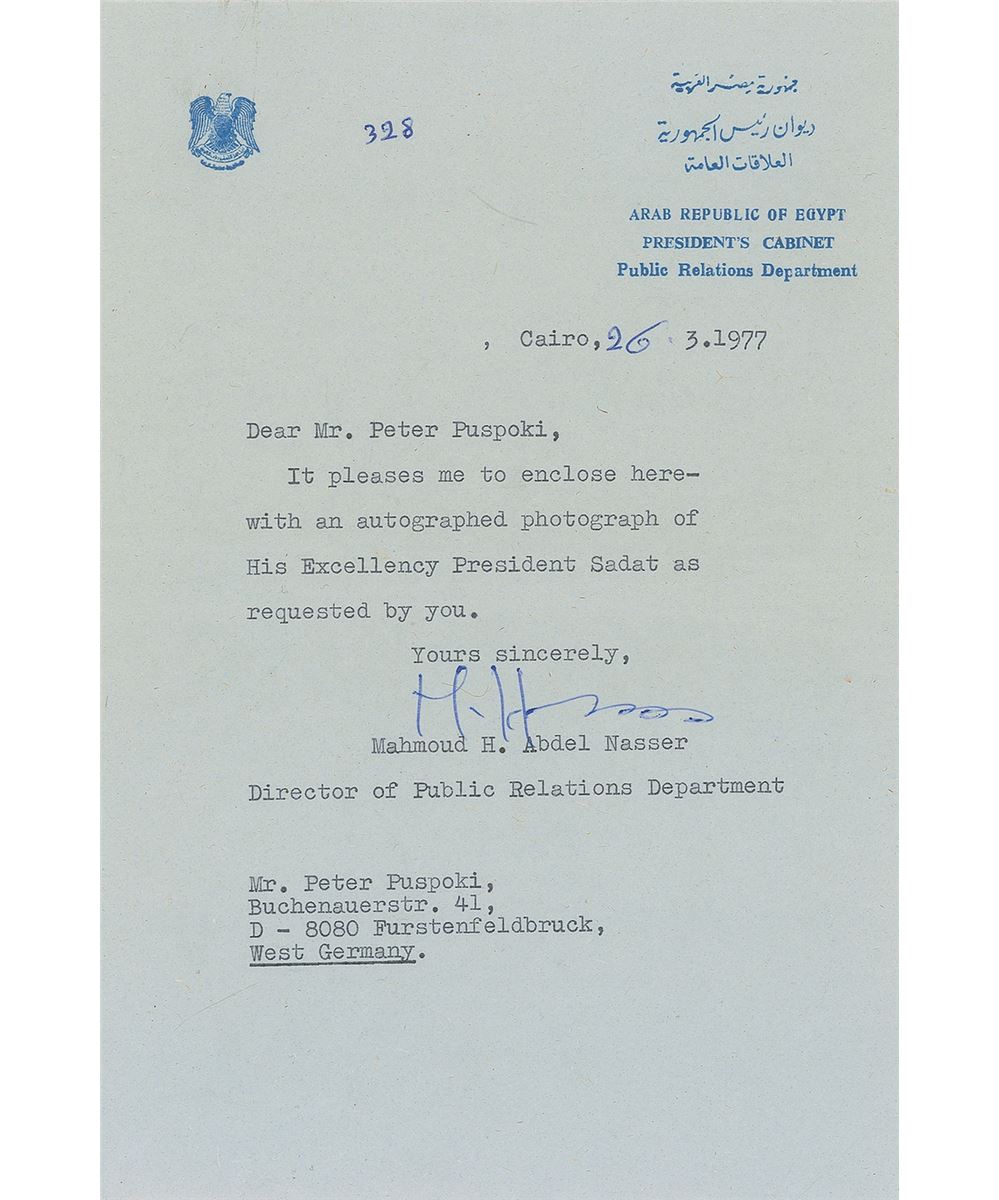 328
جمهورية مصر العربية
ديوان رئيس الجمهورية
العلاقات العامة
ARAB REPUBLIC OF EGYPT
PRESIDENT'S CABINET
Public Relations Department
, Cairo, 26. 3.1977
Dear Mr. Peter Puspoki,
It pleases me to enclose here-
with an autographed photograph of
His Excellency President Sadat as
requested by you.
Yours sincerely,
Mahmoud H. Abdel Nasser
Director of Public Relations Department
Mr. Peter Puspoki,
Buchenauerstr. 41,
D - 8080 Furstenfeldbruck,
West Germany.